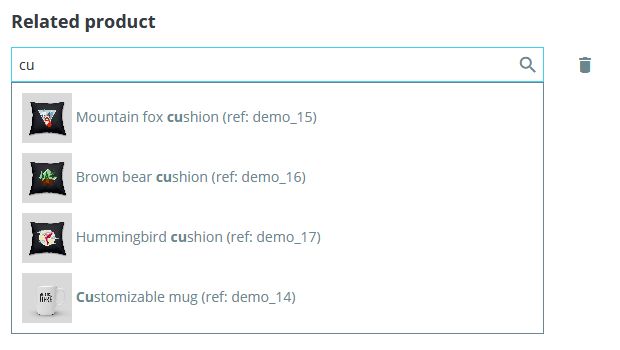 Related product
cu
Mountain fox cushion (ref: demo_15)
Brown bear cushion (ref: demo_16)
Hummingbird cushion (ref: demo_17)
Customizable mug (ref: demo_14)